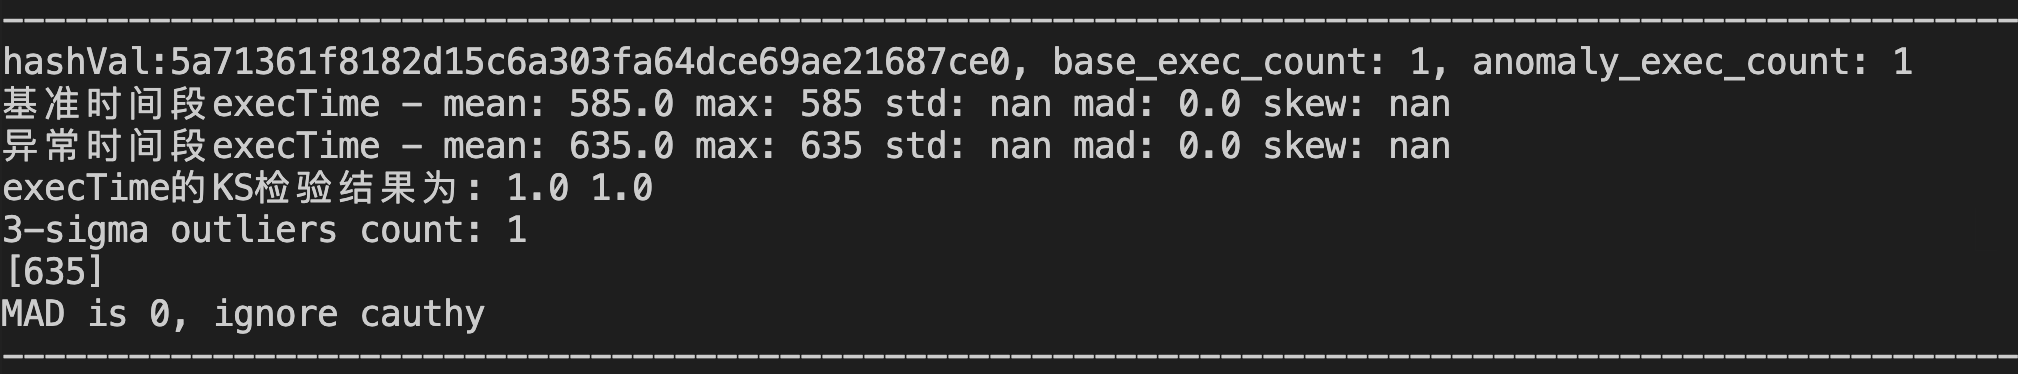 hashVal:5a71361f8182d15c6a303fa64dce69ae21687ce0, base_exec_count: 1, anomaly_exec_count: 1
基准时间段execTime - mean: 585.0 max: 585 std: nan mad: 0.0 skew: nan
异常时间段execTime - mean: 635.0 max: 635 std: nan mad: 0.0 skew: nan
execTime的KS检验结果为: 1.0 1.0
3-sigma outliers count: 1
[635]
MAD is 0, ignore cauthy